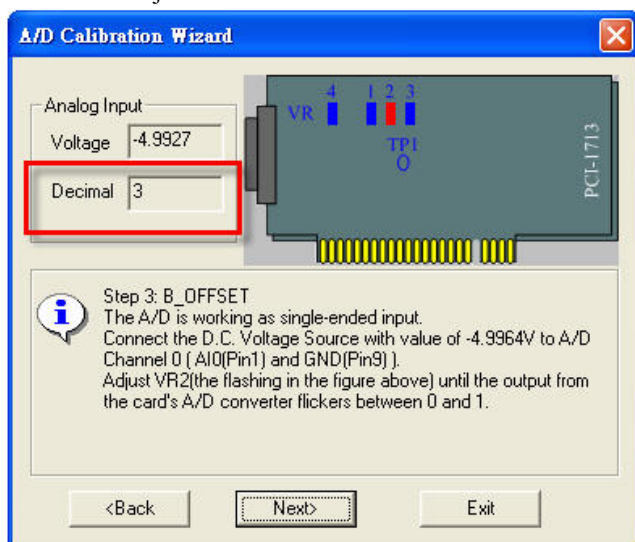 A/D Calibration Wizard
Analog Input
Voltage -4.9927
Decimal 3
4 1 2 3
VR
TP1
PCI-1713
Step 3: B_OFFSET
The A/D is working as single-ended input.
Connect the D.C. Voltage Source with value of -4.9964V to A/D
Channel 0 ( AI0(Pin1) and GND(Pin9) ).
Adjust VR2(the flashing in the figure above) until the output from
the card's A/D converter flickers between 0 and 1.
<Back Next> Exit